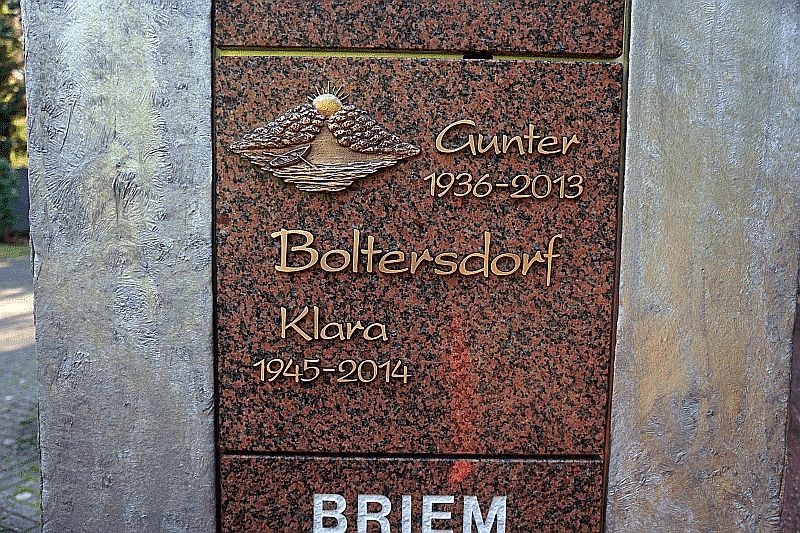 Gunter
1936-2013
Boltersdorf
Klara
1945-2014
BRIEM